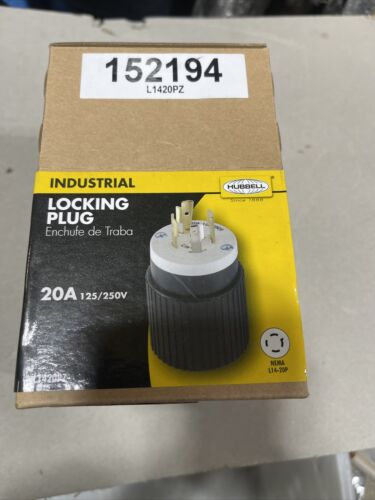 152194
L1420PZ
INDUSTRIAL
HUBBELL
®
Since 1888
LOCKING
PLUG
Enchufe de Traba
20A 125/250V
NEMA
L14-20P